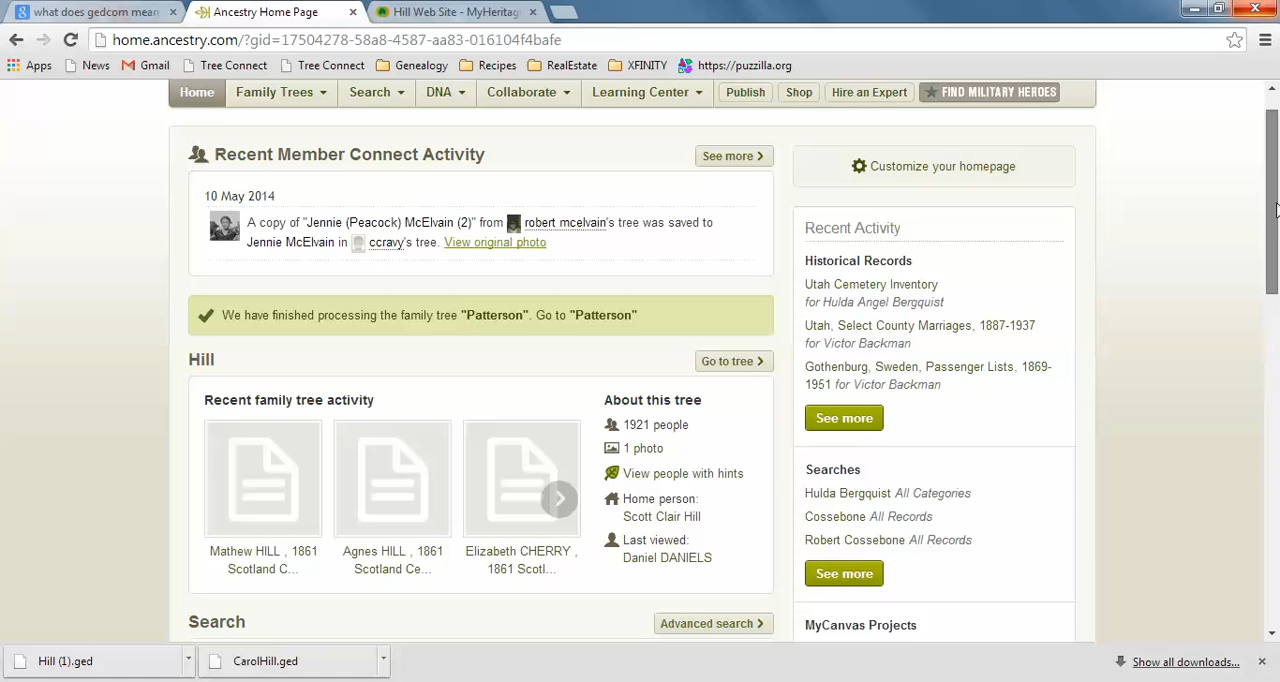 what does gedcom mean
Ancestry Home Page
Hill Web Site - MyHeritag
home.ancestry.com/?gid=17504278-58a8-4587-aa83-016104f4bafe
Apps News Gmail Tree Connect Tree Connect Genealogy Recipes RealEstate XFINITY https://puzzilla.org
Home Family Trees Search DNA Collaborate Learning Center Publish Shop Hire an Expert FIND MILITARY HEROES
Recent Member Connect Activity
See more
10 May 2014
A copy of "Jennie (Peacock) McElvain (2)" from robert mcelvain's tree was saved to
Jennie McElvain in ccravy's tree. View original photo
We have finished processing the family tree "Patterson". Go to "Patterson"
Hill
Go to tree
Recent family tree activity
Mathew HILL , 1861
Scotland C...
Agnes HILL , 1861
Scotland Ce...
Elizabeth CHERRY ,
1861 Scotl...
About this tree
1921 people
1 photo
View people with hints
Home person:
Scott Clair Hill
Last viewed:
Daniel DANIELS
Search
Advanced search
Customize your homepage
Recent Activity
Historical Records
Utah Cemetery Inventory
for Hulda Angel Bergquist
Utah, Select County Marriages, 1887-1937
for Victor Backman
Gothenburg, Sweden, Passenger Lists, 1869-
1951 for Victor Backman
See more
Searches
Hulda Bergquist All Categories
Cossebone All Records
Robert Cossebone All Records
See more
MyCanvas Projects
Hill (1).ged
CarolHill.ged
Show all downloads...